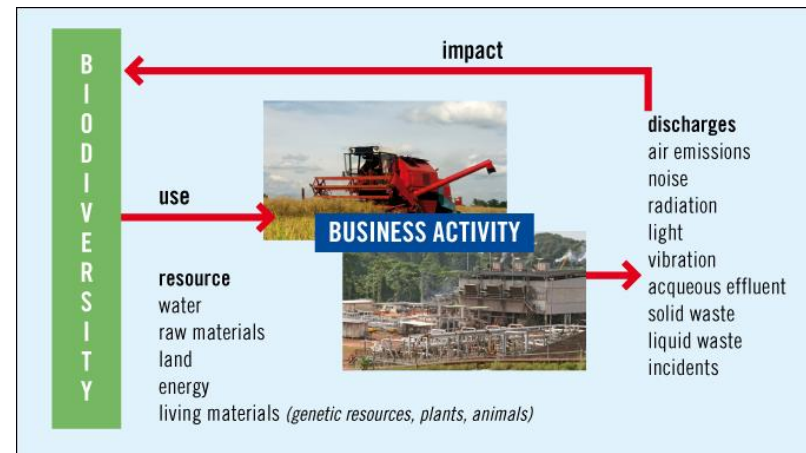 BIODIVERSITY
impact
use
BUSINESS ACTIVITY
resource
water
raw materials
land
energy
living materials (genetic resources, plants, animals)
discharges
air emissions
noise
radiation
light
vibration
acqueous effluent
solid waste
liquid waste
incidents